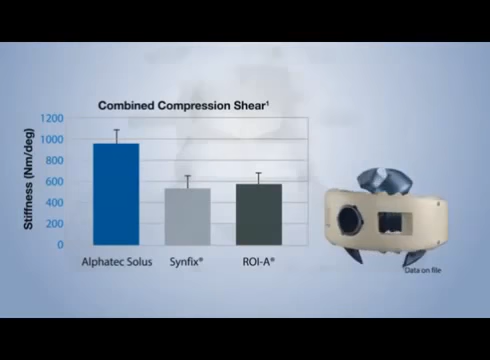 Combined Compression Shear¹
Stiffness (Nm/deg)
1200
1000
800
600
400
200
0
Alphatec Solus
Synfix®
ROI-A®
¹Data on file